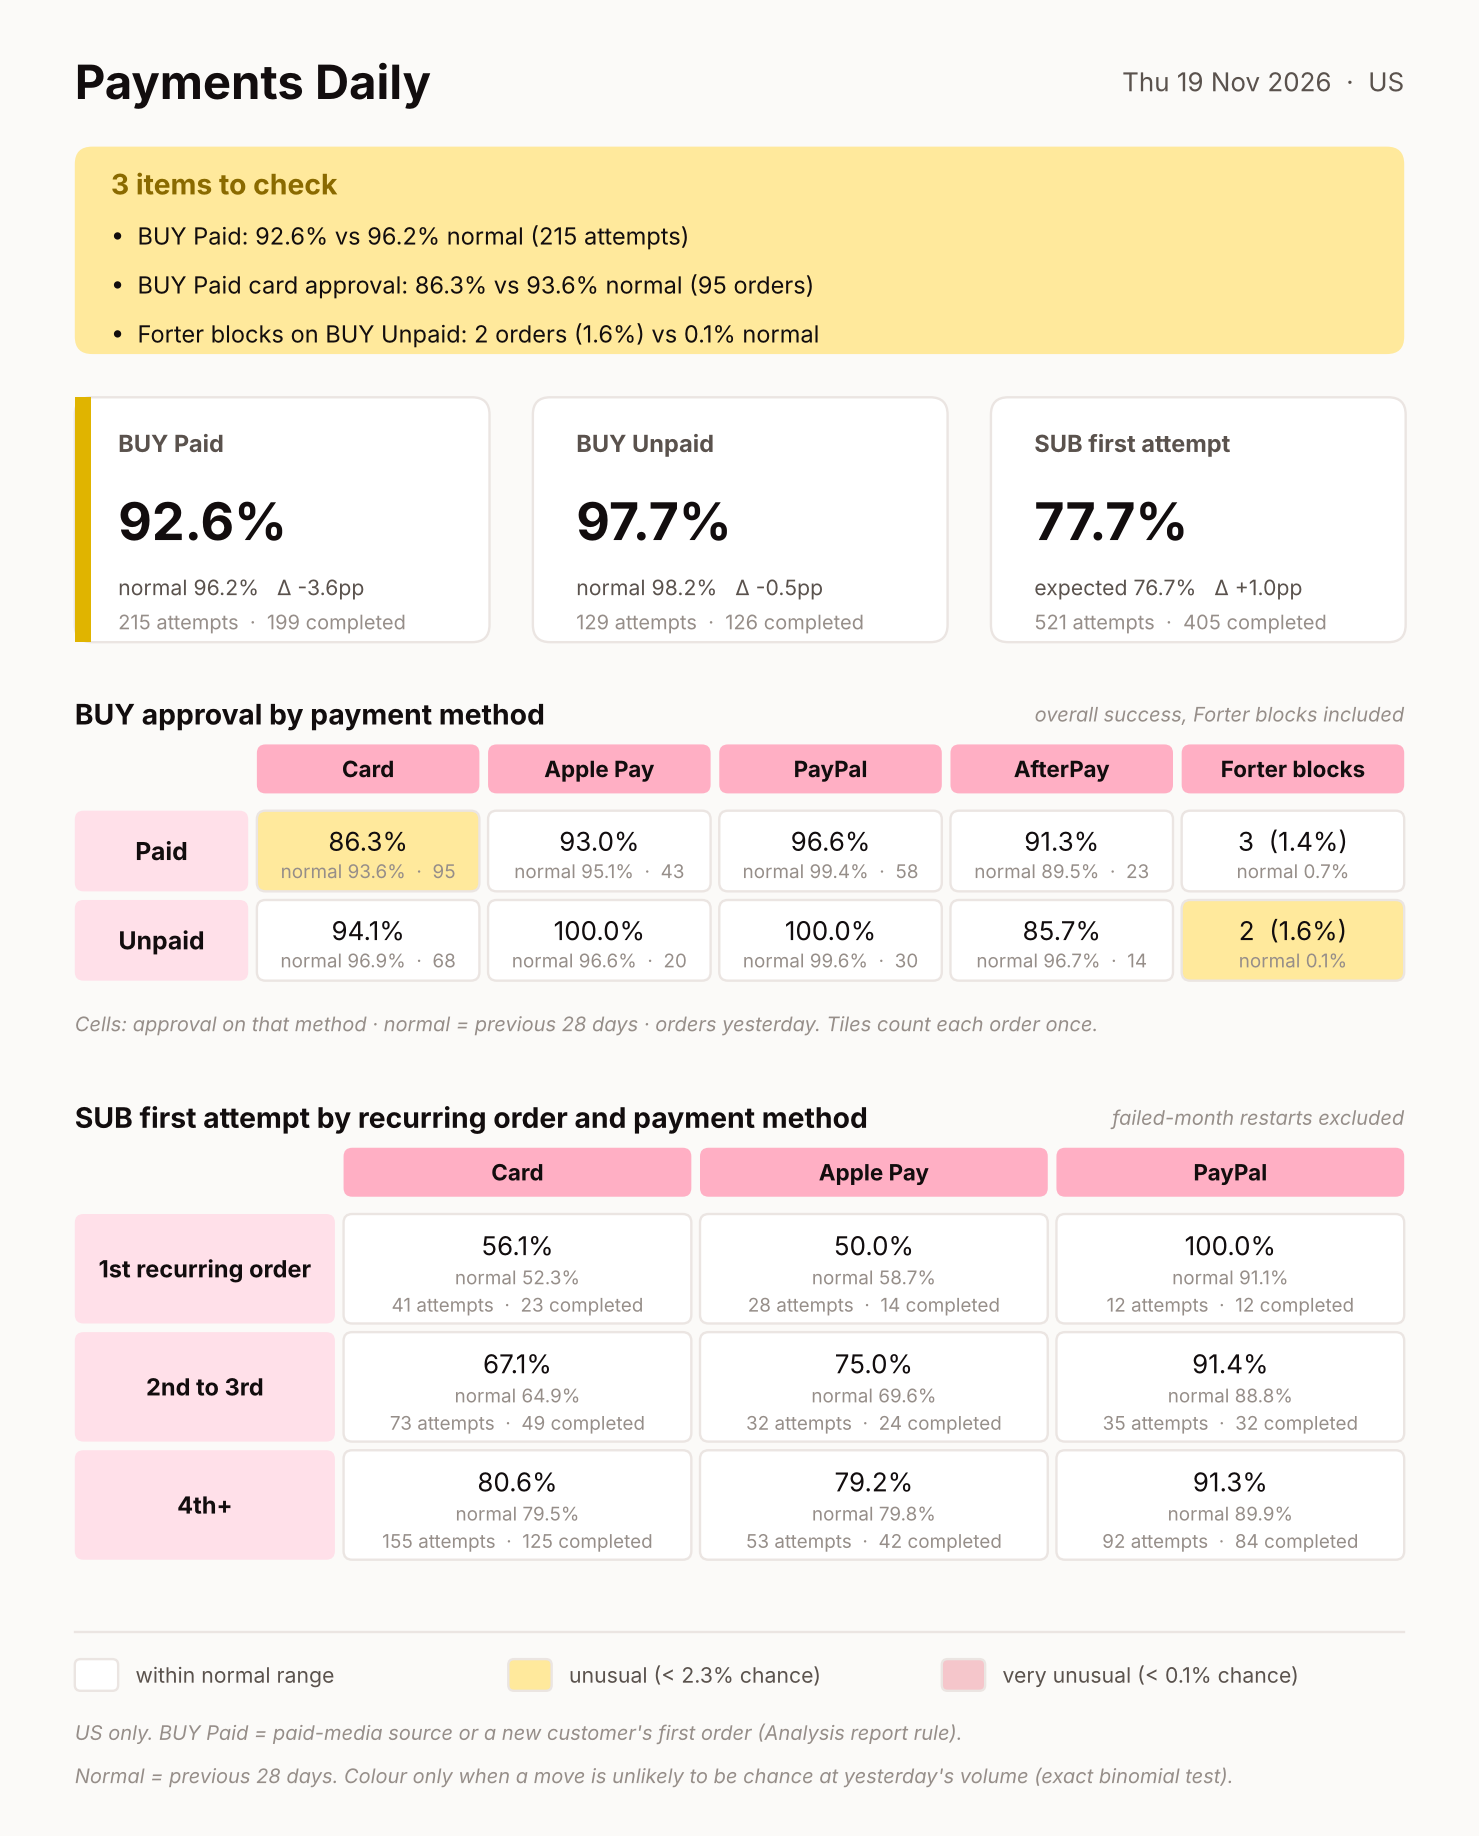 Payments Daily
Thu 19 Nov 2026 · US
3 items to check
• BUY Paid: 92.6% vs 96.2% normal (215 attempts)
• BUY Paid card approval: 86.3% vs 93.6% normal (95 orders)
• Forter blocks on BUY Unpaid: 2 orders (1.6%) vs 0.1% normal
BUY Paid
92.6%
normal 96.2% Δ -3.6pp
215 attempts · 199 completed
BUY Unpaid
97.7%
normal 98.2% Δ -0.5pp
129 attempts · 126 completed
SUB first attempt
77.7%
expected 76.7% Δ +1.0pp
521 attempts · 405 completed
BUY approval by payment method
overall success, Forter blocks included
Card Apple Pay PayPal AfterPay Forter blocks
Paid
86.3%
normal 93.6% · 95
93.0%
normal 95.1% · 43
96.6%
normal 99.4% · 58
91.3%
normal 89.5% · 23
3 (1.4%)
normal 0.7%
Unpaid
94.1%
normal 96.9% · 68
100.0%
normal 96.6% · 20
100.0%
normal 99.6% · 30
85.7%
normal 96.7% · 14
2 (1.6%)
normal 0.1%
Cells: approval on that method · normal = previous 28 days · orders yesterday. Tiles count each order once.
SUB first attempt by recurring order and payment method
failed-month restarts excluded
Card Apple Pay PayPal
1st recurring order
56.1%
normal 52.3%
41 attempts · 23 completed
50.0%
normal 58.7%
28 attempts · 14 completed
100.0%
normal 91.1%
12 attempts · 12 completed
2nd to 3rd
67.1%
normal 64.9%
73 attempts · 49 completed
75.0%
normal 69.6%
32 attempts · 24 completed
91.4%
normal 88.8%
35 attempts · 32 completed
4th+
80.6%
normal 79.5%
155 attempts · 125 completed
79.2%
normal 79.8%
53 attempts · 42 completed
91.3%
normal 89.9%
92 attempts · 84 completed
within normal range
unusual (< 2.3% chance)
very unusual (< 0.1% chance)
US only. BUY Paid = paid-media source or a new customer's first order (Analysis report rule).
Normal = previous 28 days. Colour only when a move is unlikely to be chance at yesterday's volume (exact binomial test).